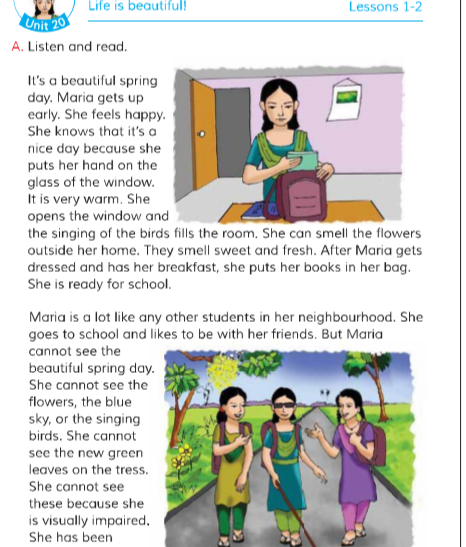 Life is beautiful!
Lessons 1-2
Unit 20
A. Listen and read.
It's a beautiful spring
day. Maria gets up
early. She feels happy.
She knows that it's a
nice day because she
puts her hand on the
glass of the window.
It is very warm. She
opens the window and
the singing of the birds fills the room. She can smell the flowers
outside her home. They smell sweet and fresh. After Maria gets
dressed and has her breakfast, she puts her books in her bag.
She is ready for school.
Maria is a lot like any other students in her neighbourhood. She
goes to school and likes to be with her friends. But Maria
cannot see the
beautiful spring day.
She cannot see the
flowers, the blue
sky, or the singing
birds. She cannot
see the new green
leaves on the tress.
She cannot see
these because she
is visually impaired.
She has been